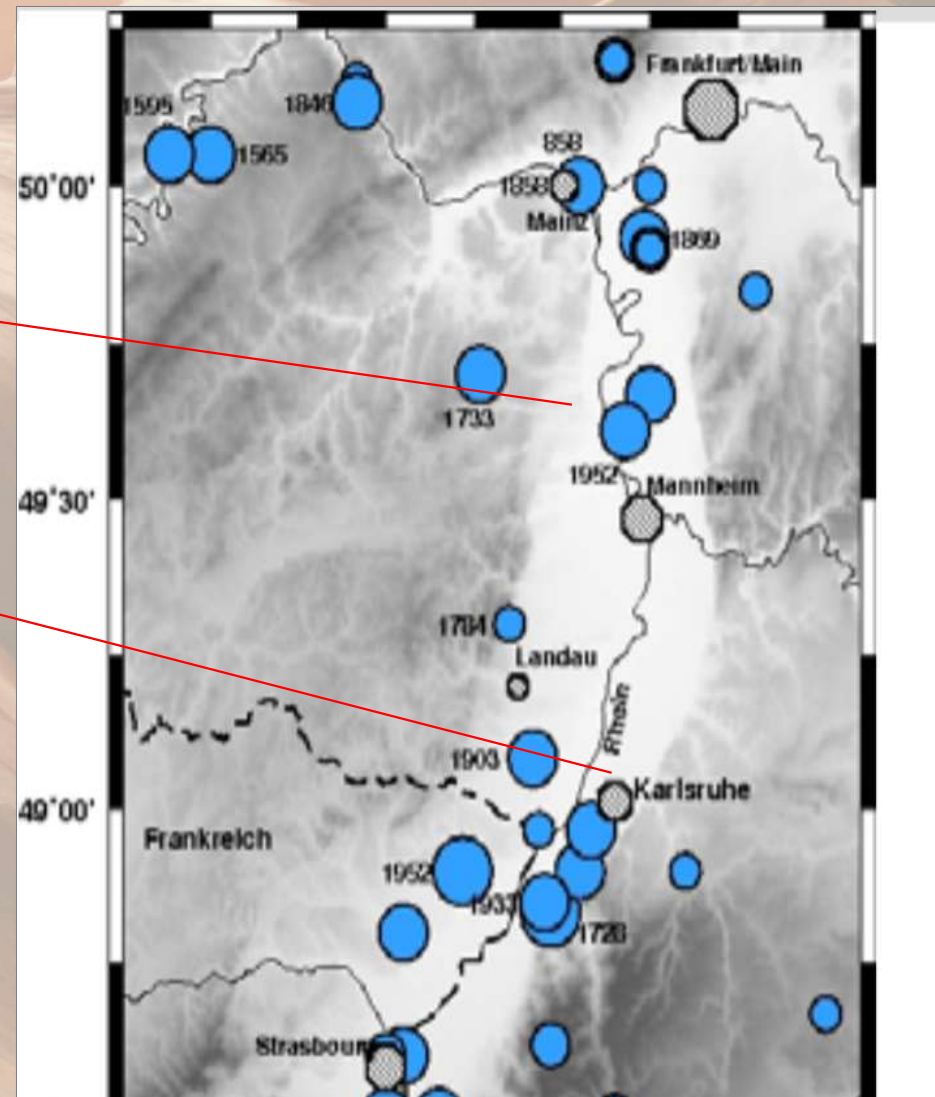 Frankfurt/Main
1846
1595
1565
858
50°00'
1858
Mainz
1869
1733
1952
Mannheim
49°30'
1784
Landau
Rhein
1903
Karlsruhe
49°00'
Frankreich
1952
1933
1728
Strasbourg